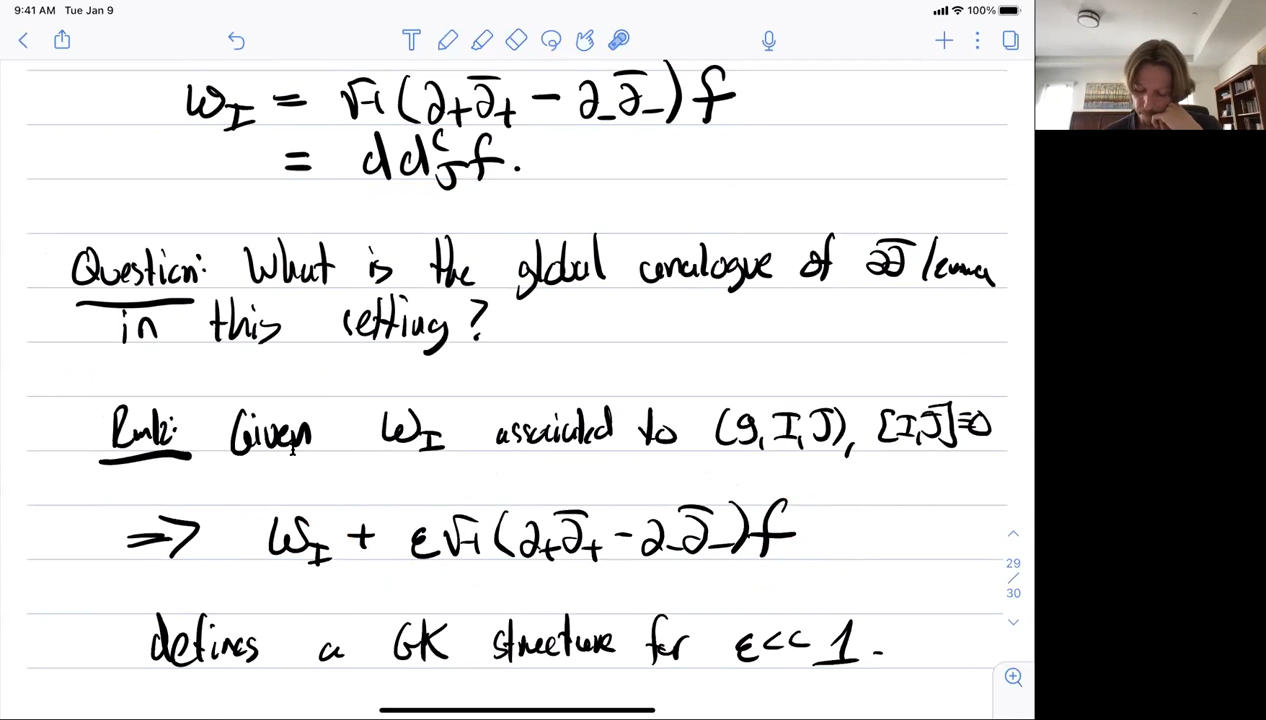 9:41 AM Tue Jan 9
100%
ω_I = √-1(∂₊∂̄₊ − ∂₋∂̄₋)f
= dd^c_J f.
Question: What is the global analogue of ∂∂̄ lemma
in this setting?
Rmk: Given ω_I associated to (g, I, J), [I,J]≡0
⇒ ω_I + ε√-1(∂₊∂̄₊ − ∂₋∂̄₋)f
29
/
30
defines a GK structure for ε<<1.